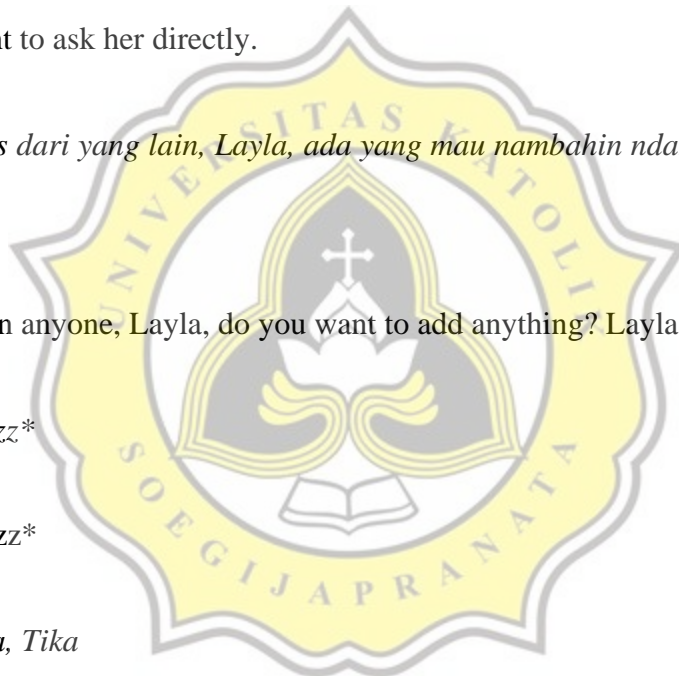 to ask her directly.
dari yang lain, Layla, ada yang mau nambahin nda
UNIVERSITAS KATOLIK
anyone, Layla, do you want to add anything? Layla
zz*
zz*
SOEGIJAPRANATA
Tika